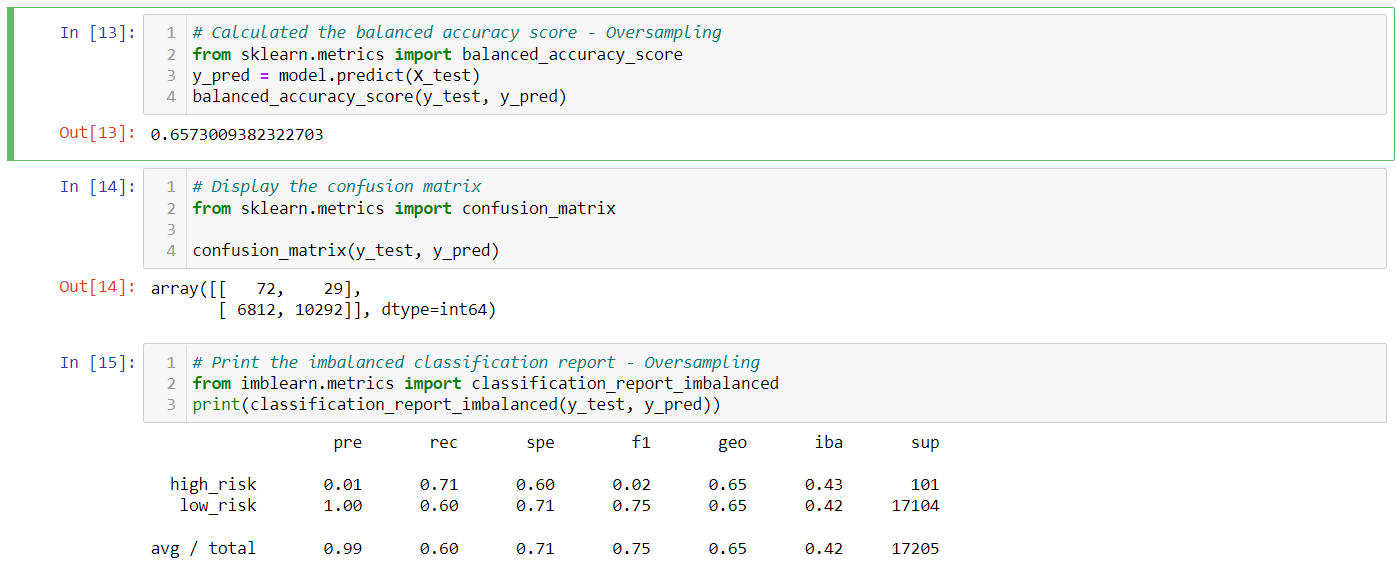 In [13]:
1 # Calculated the balanced accuracy score - Oversampling
2 from sklearn.metrics import balanced_accuracy_score
3 y_pred = model.predict(X_test)
4 balanced_accuracy_score(y_test, y_pred)
Out[13]: 0.6573009382322703
In [14]:
1 # Display the confusion matrix
2 from sklearn.metrics import confusion_matrix
3
4 confusion_matrix(y_test, y_pred)
Out[14]: array([[   72,    29],
       [ 6812, 10292]], dtype=int64)
In [15]:
1 # Print the imbalanced classification report - Oversampling
2 from imblearn.metrics import classification_report_imbalanced
3 print(classification_report_imbalanced(y_test, y_pred))
pre rec spe f1 geo iba sup
high_risk 0.01 0.71 0.60 0.02 0.65 0.43 101
low_risk 1.00 0.60 0.71 0.75 0.65 0.42 17104
avg / total 0.99 0.60 0.71 0.75 0.65 0.42 17205